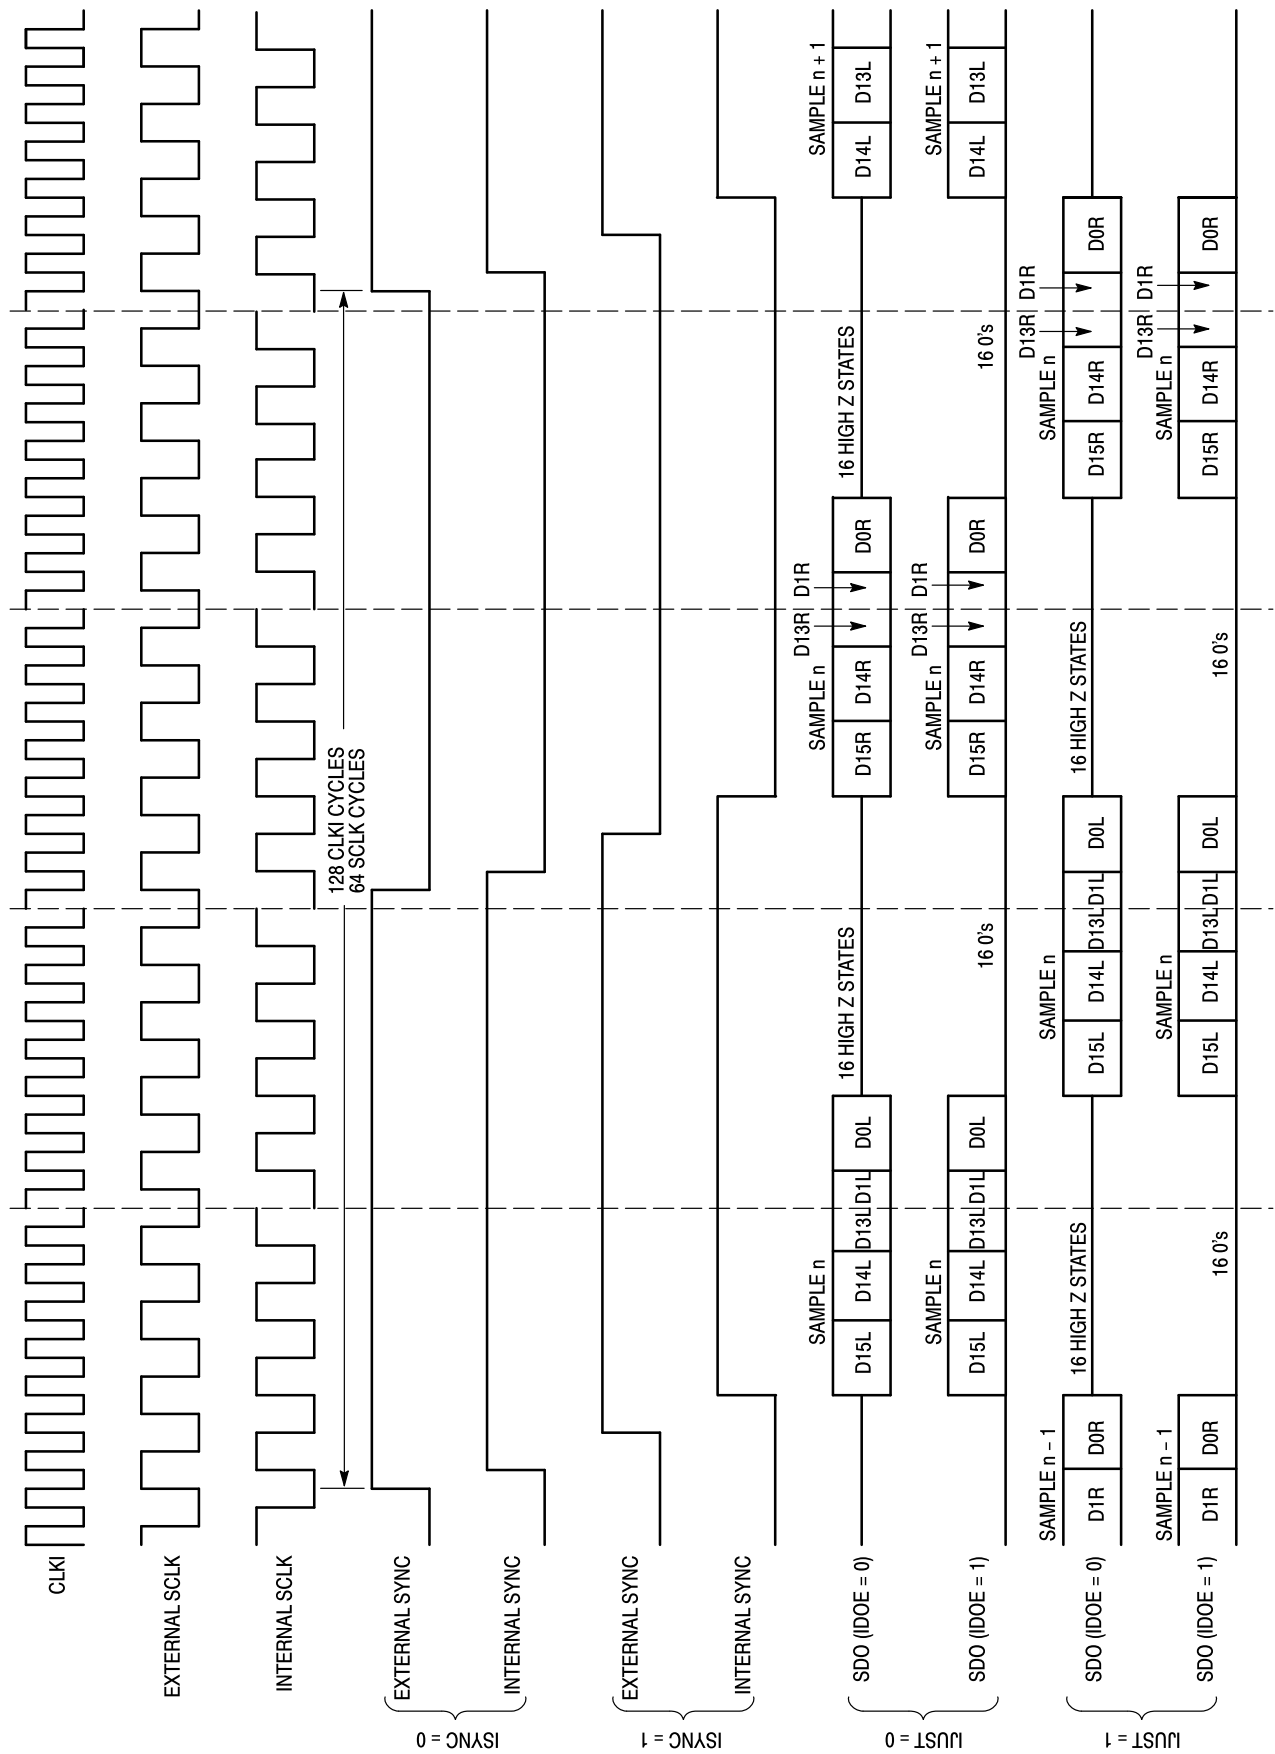 CLKI
EXTERNAL SCLK
INTERNAL SCLK
128 CLKI CYCLES
64 SCLK CYCLES
ISYNC = 0
EXTERNAL SYNC
INTERNAL SYNC
ISYNC = 1
EXTERNAL SYNC
INTERNAL SYNC
IJUST = 0
SAMPLE n
D13R
D1R
SAMPLE n
SAMPLE n + 1
SDO (IDOE = 0)
D15L
D14L
D13L
D1L
D0L
16 HIGH Z STATES
D15R
D14R
D0R
16 HIGH Z STATES
D14L
D13L
SAMPLE n
D13R
D1R
SAMPLE n
SAMPLE n + 1
SDO (IDOE = 1)
D15L
D14L
D13L
D1L
D0L
16 0's
D15R
D14R
D0R
16 0's
D14L
D13L
IJUST = 1
SAMPLE n – 1
SAMPLE n
SAMPLE n
D13R
D1R
SDO (IDOE = 0)
D1R
D0R
16 HIGH Z STATES
D15L
D14L
D13L
D1L
D0L
16 HIGH Z STATES
D15R
D14R
D0R
SAMPLE n – 1
SAMPLE n
SAMPLE n
D13R
D1R
SDO (IDOE = 1)
D1R
D0R
16 0's
D15L
D14L
D13L
D1L
D0L
16 0's
D15R
D14R
D0R